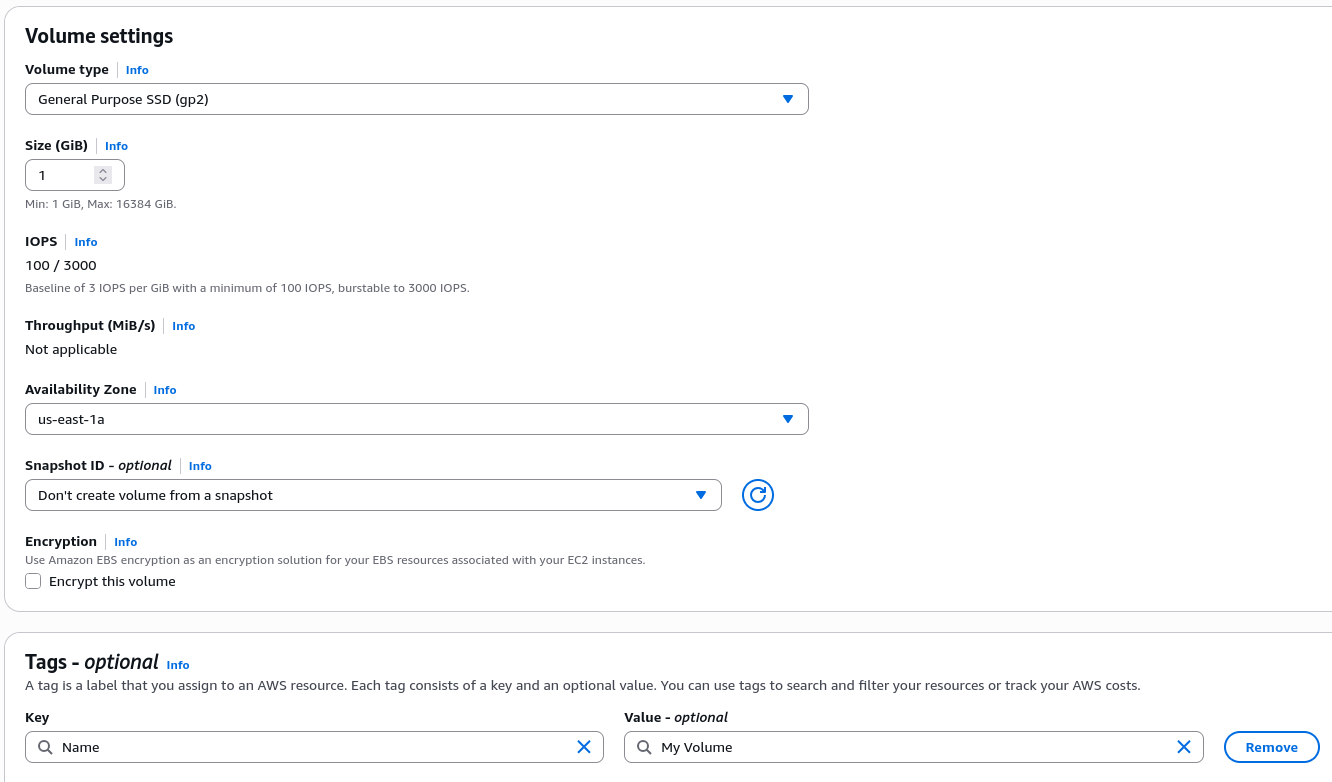 Volume settings
Volume type Info
General Purpose SSD (gp2)
Size (GiB) Info
1
Min: 1 GiB, Max: 16384 GiB.
IOPS Info
100 / 3000
Baseline of 3 IOPS per GiB with a minimum of 100 IOPS, burstable to 3000 IOPS.
Throughput (MiB/s) Info
Not applicable
Availability Zone Info
us-east-1a
Snapshot ID - optional Info
Don't create volume from a snapshot
Encryption Info
Use Amazon EBS encryption as an encryption solution for your EBS resources associated with your EC2 instances.
Encrypt this volume
Tags - optional Info
A tag is a label that you assign to an AWS resource. Each tag consists of a key and an optional value. You can use tags to search and filter your resources or track your AWS costs.
Key Value - optional
Name My Volume Remove